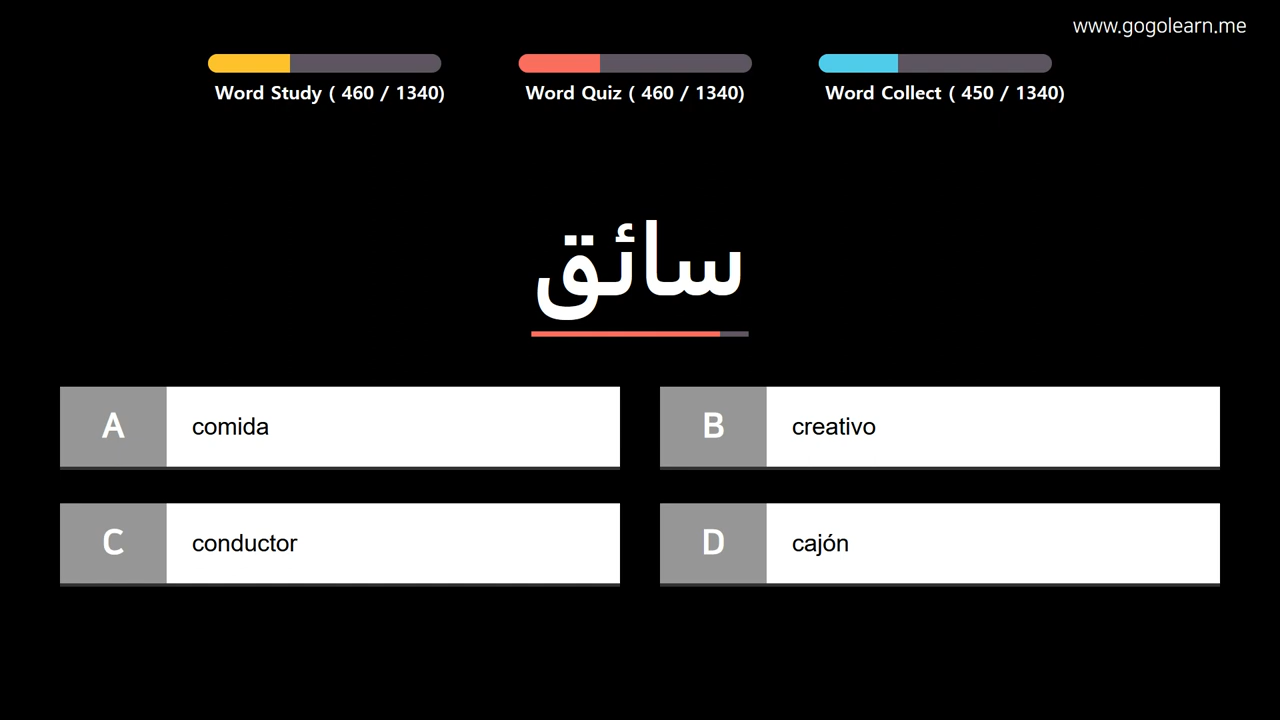 www.gogolearn.me
Word Study ( 460 / 1340)
Word Quiz ( 460 / 1340)
Word Collect ( 450 / 1340)
سائق
A comida
B creativo
C conductor
D cajón